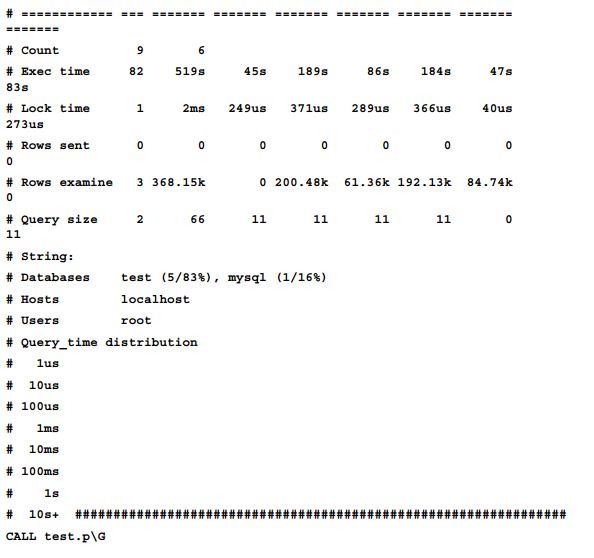 # ============ === ======= ======= ======= ======= ======= =======
=======
# Count          9       6
# Exec time     82    519s     45s    189s     86s    184s     47s
83s
# Lock time      1     2ms   249us   371us   289us   366us    40us
273us
# Rows sent      0       0       0       0       0       0       0
0
# Rows examine   3 368.15k       0 200.48k  61.36k 192.13k  84.74k
0
# Query size     2      66      11      11      11      11       0
11
# String:
# Databases    test (5/83%), mysql (1/16%)
# Hosts        localhost
# Users        root
# Query_time distribution
#   1us
#  10us
# 100us
#   1ms
#  10ms
# 100ms
#    1s
#  10s+  ################################################################
CALL test.p\G